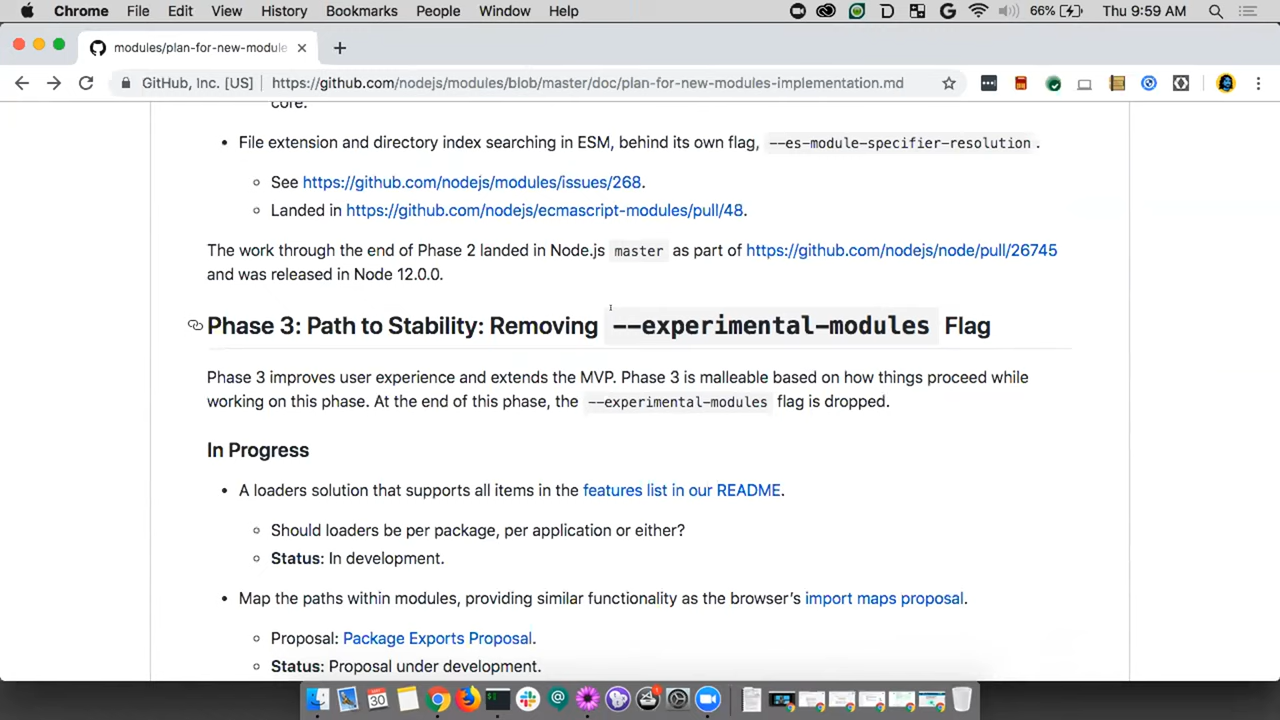 Chrome File Edit View History Bookmarks People Window Help 66% Thu 9:59 AM
modules/plan-for-new-module
GitHub, Inc. [US] https://github.com/nodejs/modules/blob/master/doc/plan-for-new-modules-implementation.md
core.
• File extension and directory index searching in ESM, behind its own flag, --es-module-specifier-resolution .
◦ See https://github.com/nodejs/modules/issues/268.
◦ Landed in https://github.com/nodejs/ecmascript-modules/pull/48.
The work through the end of Phase 2 landed in Node.js master as part of https://github.com/nodejs/node/pull/26745
and was released in Node 12.0.0.
Phase 3: Path to Stability: Removing --experimental-modules Flag
Phase 3 improves user experience and extends the MVP. Phase 3 is malleable based on how things proceed while
working on this phase. At the end of this phase, the --experimental-modules flag is dropped.
In Progress
• A loaders solution that supports all items in the features list in our README.
◦ Should loaders be per package, per application or either?
◦ Status: In development.
• Map the paths within modules, providing similar functionality as the browser’s import maps proposal.
◦ Proposal: Package Exports Proposal.
◦ Status: Proposal under development.
30